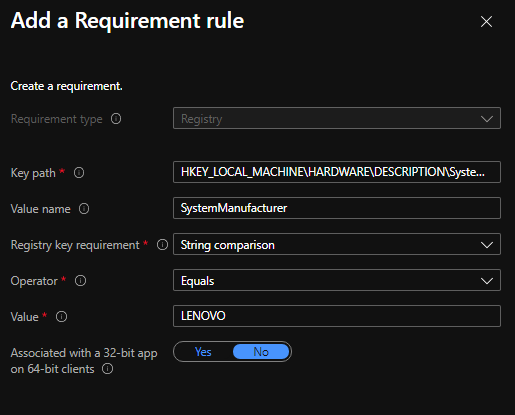 Add a Requirement rule
Create a requirement.
Requirement type
Registry
Key path *
HKEY_LOCAL_MACHINE\HARDWARE\DESCRIPTION\Syste...
Value name
SystemManufacturer
Registry key requirement *
String comparison
Operator *
Equals
Value *
LENOVO
Associated with a 32-bit app
on 64-bit clients
Yes
No